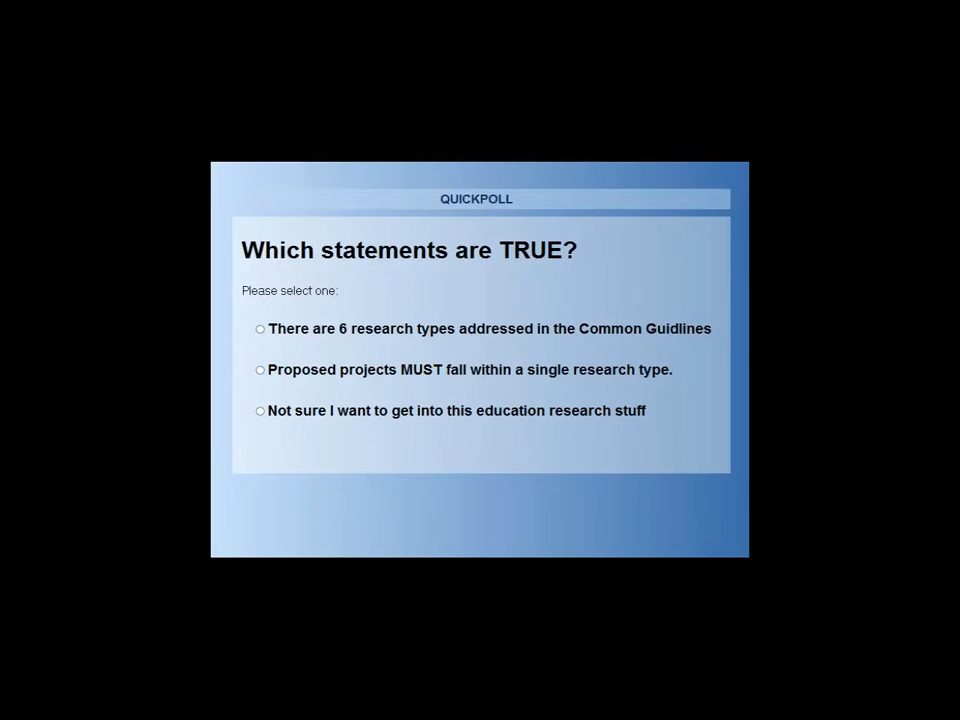 QUICKPOLL
Which statements are TRUE?
Please select one:
There are 6 research types addressed in the Common Guidlines
Proposed projects MUST fall within a single research type.
Not sure I want to get into this education research stuff